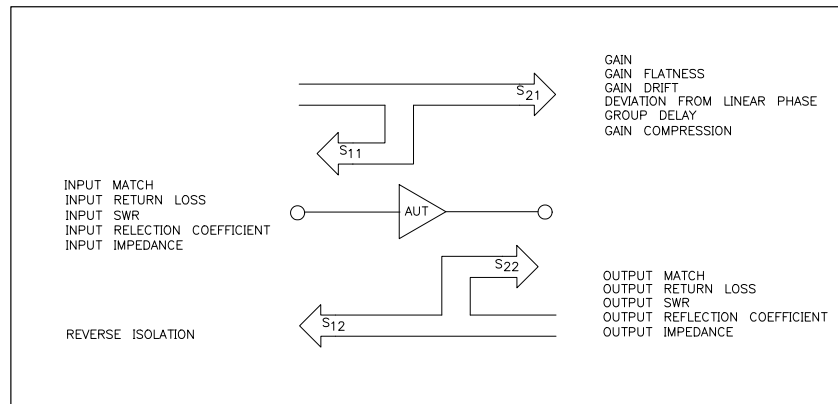 GAIN
GAIN FLATNESS
GAIN DRIFT
DEVIATION FROM LINEAR PHASE
GROUP DELAY
GAIN COMPRESSION
S21
S11
INPUT MATCH
INPUT RETURN LOSS
INPUT SWR
INPUT RELECTION COEFFICIENT
INPUT IMPEDANCE
AUT
S22
S12
OUTPUT MATCH
OUTPUT RETURN LOSS
OUTPUT SWR
OUTPUT REFLECTION COEFFICIENT
OUTPUT IMPEDANCE
REVERSE ISOLATION